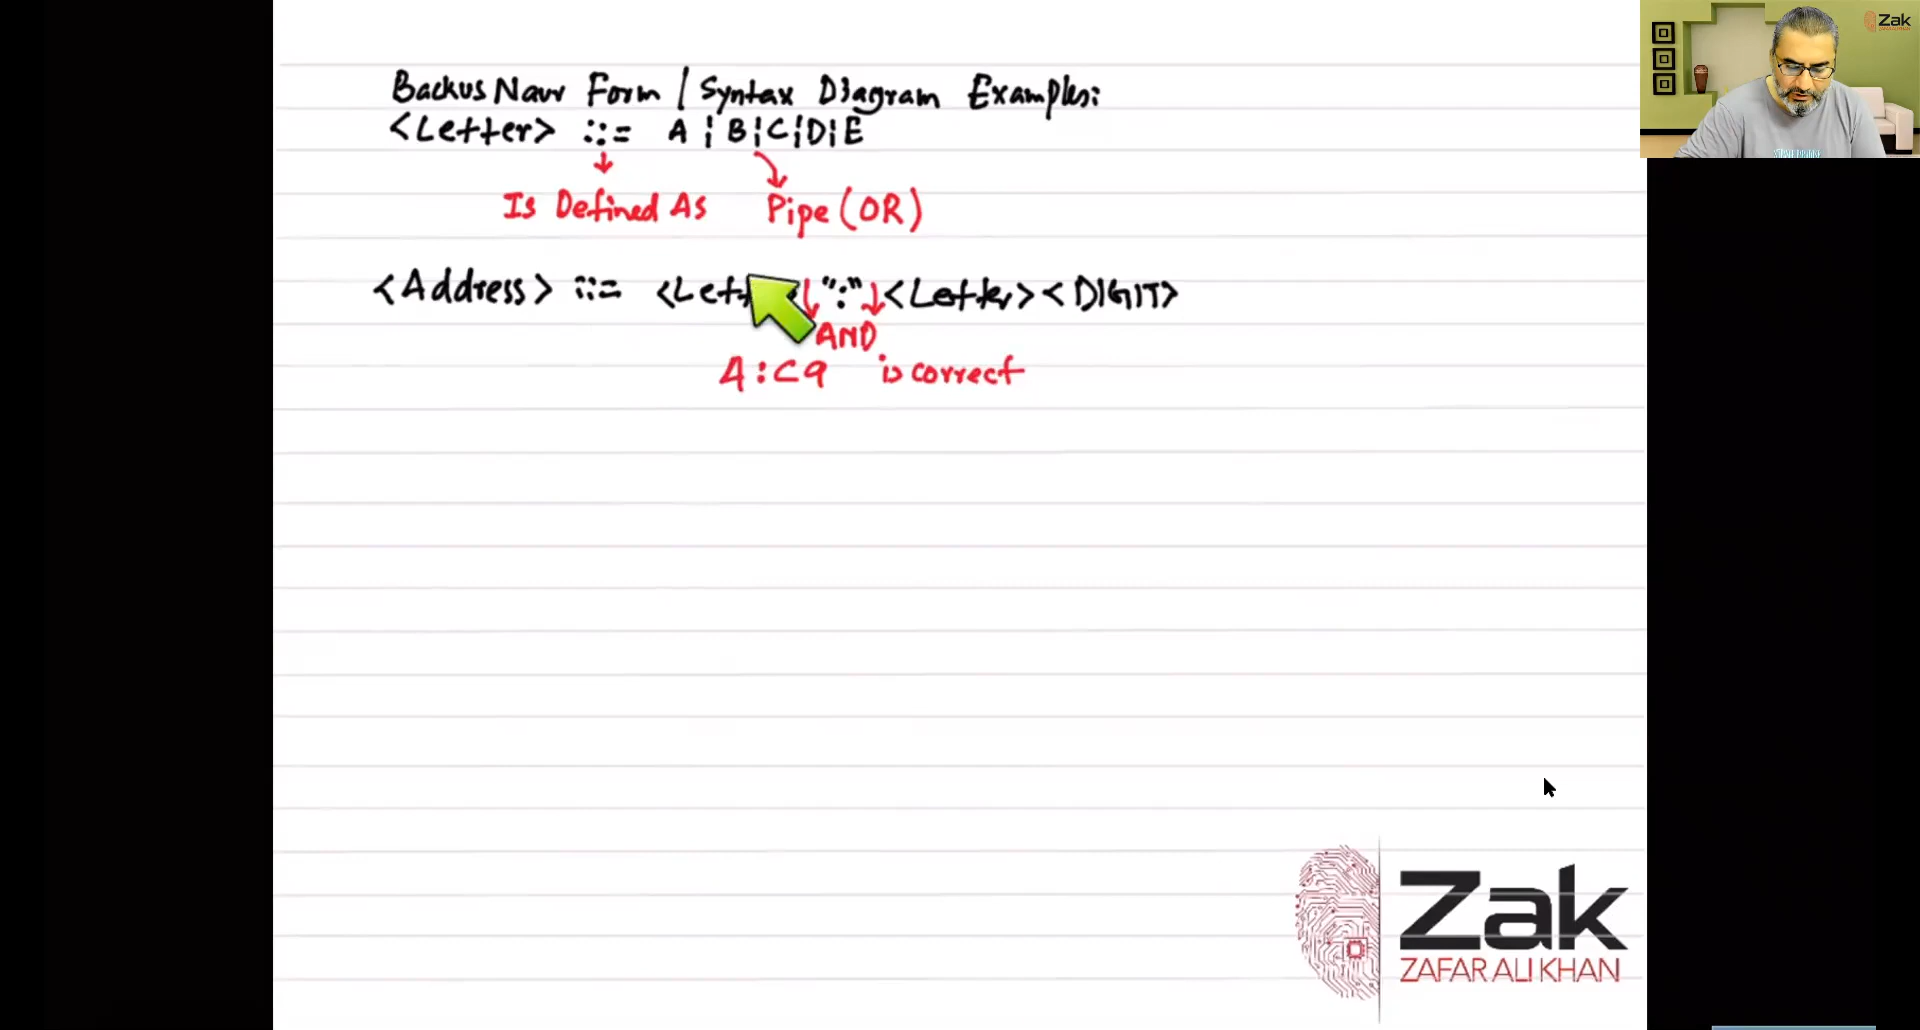 Backus Naur Form / Syntax Diagram Examples:
<Letter> ::= A | B | C | D | E
Is Defined As Pipe (OR)
<Address> ::= <Lett ":" <Letter> <DIGIT>
AND
A:C9 is correct
Zak
ZAFAR ALI KHAN
Zak